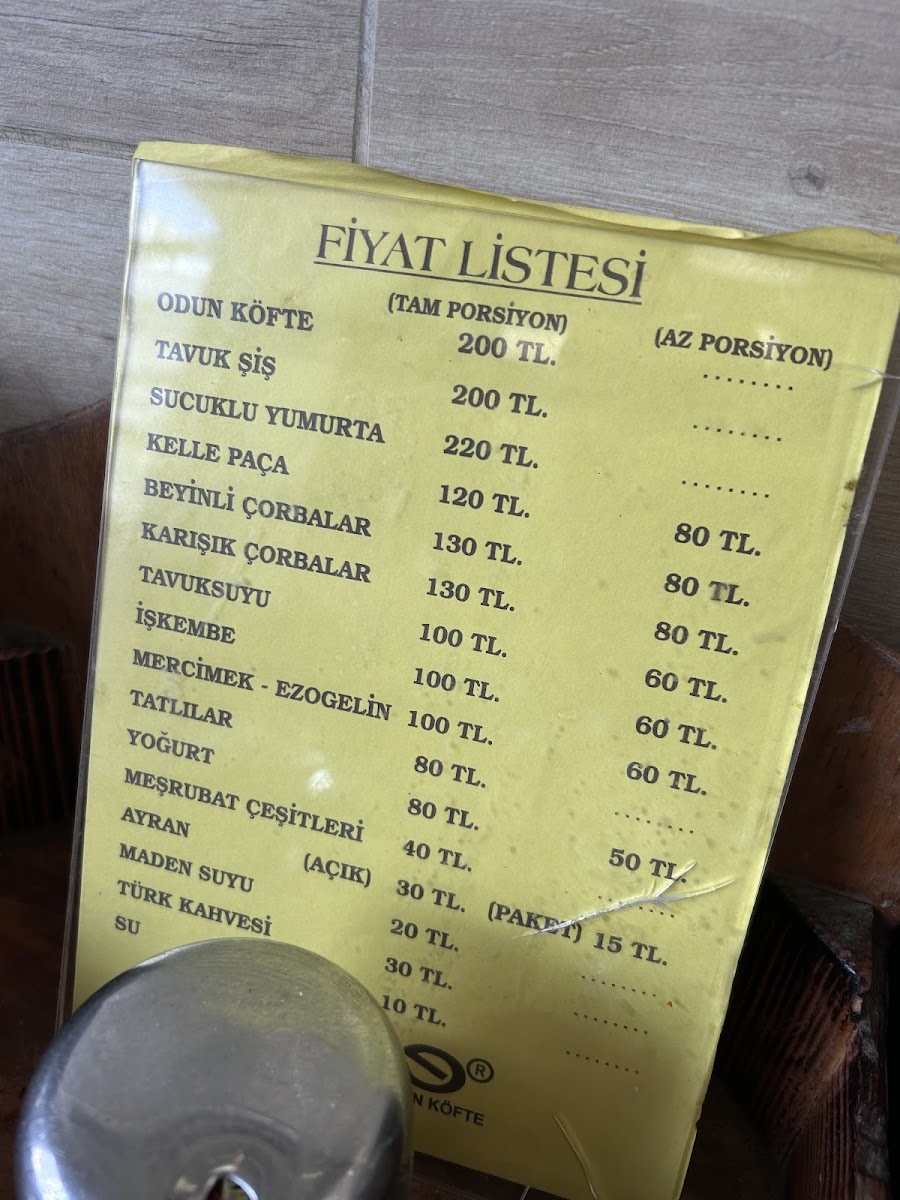 FİYAT LİSTESİ
(TAM PORSİYON) (AZ PORSİYON)
ODUN KÖFTE 200 TL. ........
TAVUK ŞİŞ 200 TL. ........
SUCUKLU YUMURTA 220 TL. ........
KELLE PAÇA 120 TL. 80 TL.
BEYİNLİ ÇORBALAR 130 TL. 80 TL.
KARIŞIK ÇORBALAR 130 TL. 80 TL.
TAVUKSUYU 100 TL. 60 TL.
İŞKEMBE 100 TL. 60 TL.
MERCİMEK - EZOGELİN 100 TL. 60 TL.
TATLILAR 80 TL. ........
YOĞURT 80 TL. 50 TL.
MEŞRUBAT ÇEŞİTLERİ 40 TL. ........
AYRAN (AÇIK) 30 TL. (PAKET) 15 TL.
MADEN SUYU 20 TL. ........
TÜRK KAHVESİ 30 TL. ........
SU 10 TL. ........
®
KÖFTE